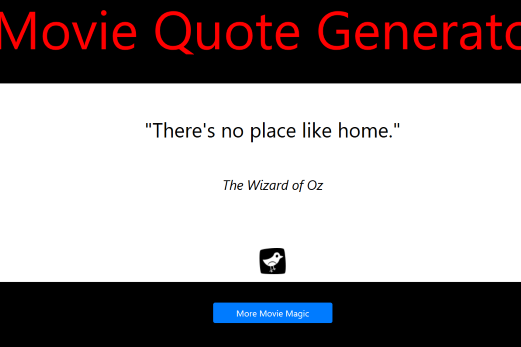 Movie Quote Generato
"There's no place like home."
The Wizard of Oz
More Movie Magic